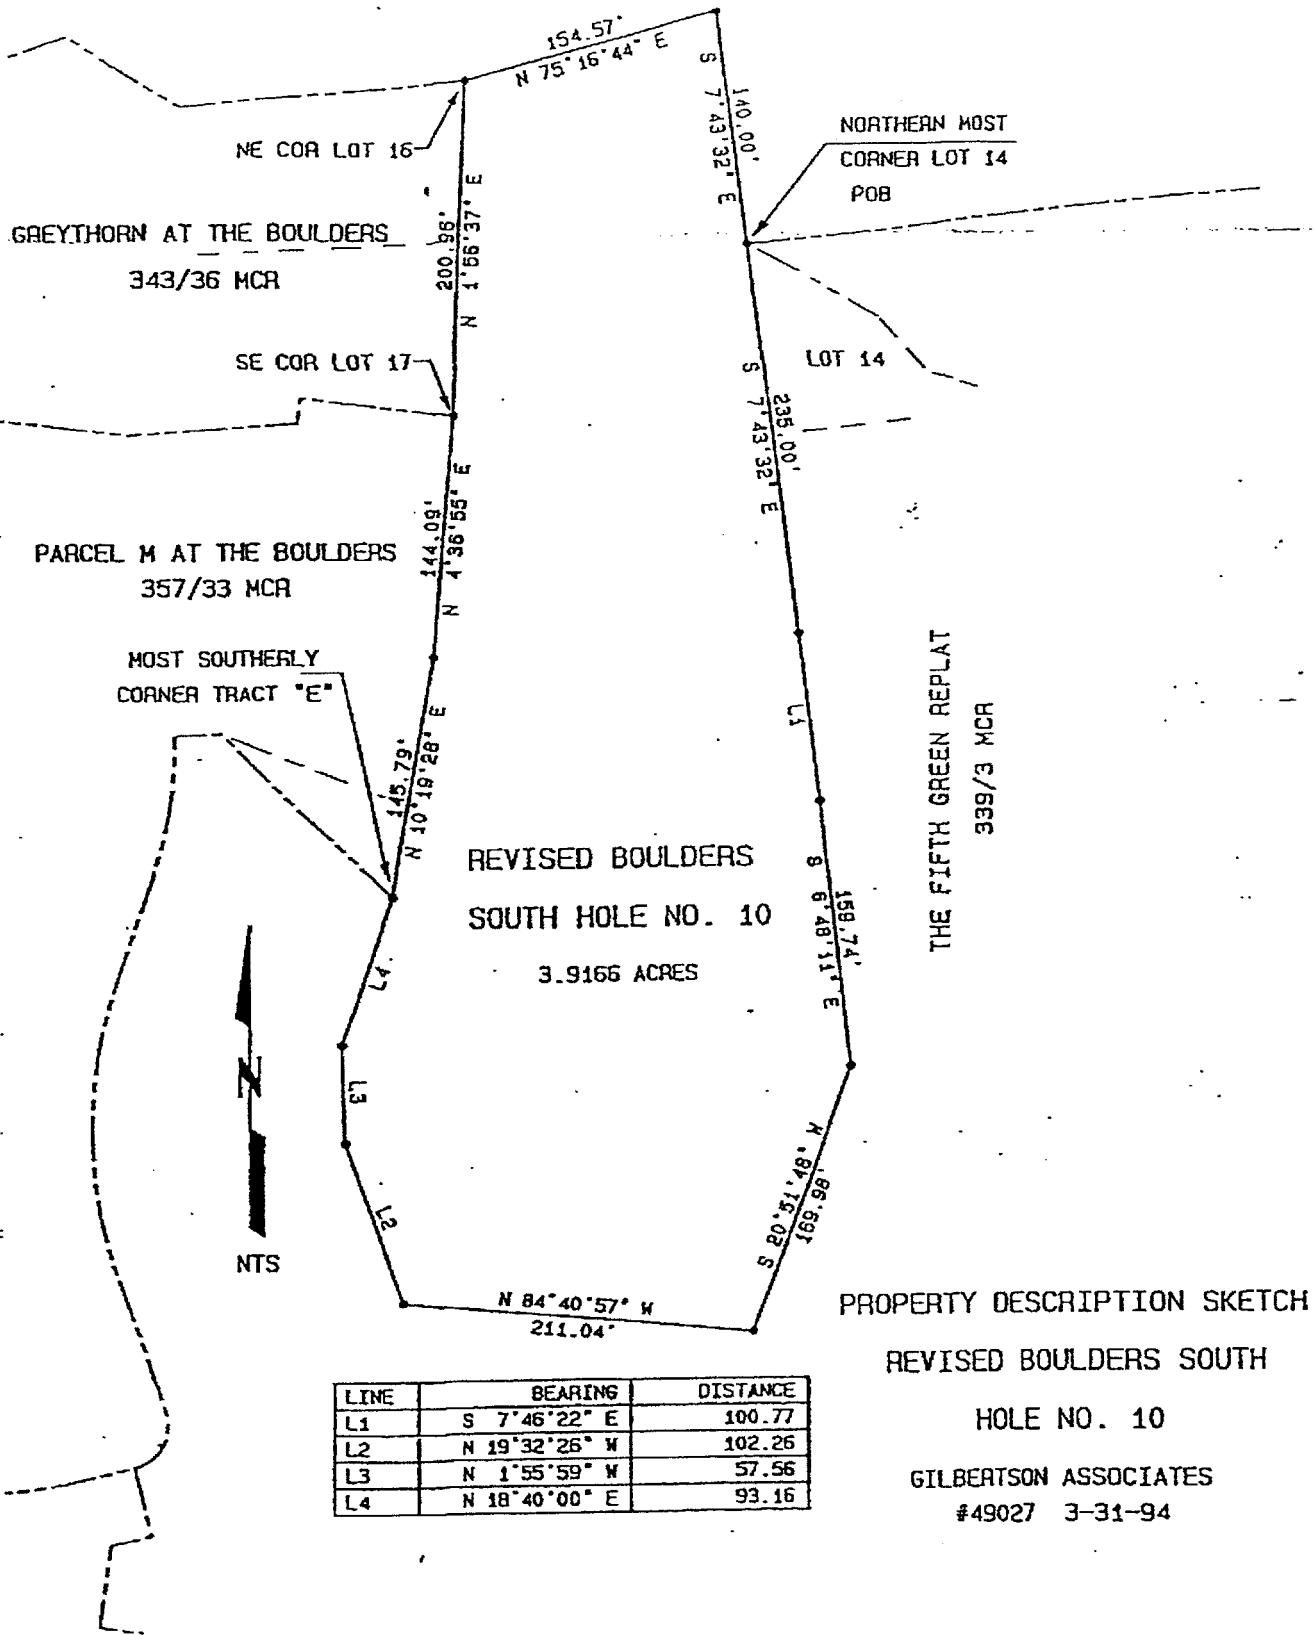 154.57'
N 75°16'44" E
S 7°43'32" E
140.00'
NORTHERN MOST
CORNER LOT 14
POB
NE COR LOT 16
GREYTHORN AT THE BOULDERS
343/36 MCR
200.96'
N 1°56'37" E
SE COR LOT 17
LOT 14
S 7°43'32" E
235.00'
PARCEL M AT THE BOULDERS
357/33 MCR
144.09'
N 4°36'55" E
MOST SOUTHERLY
CORNER TRACT "E"
L1
THE FIFTH GREEN REPLAT
339/3 MCR
145.79'
N 10°19'28" E
REVISED BOULDERS
SOUTH HOLE NO. 10
3.9166 ACRES
S 6°48'11" E
L4
N
L3
L2
NTS
S 20°51'48" W
169.98'
N 84°40'57" W
211.04'
PROPERTY DESCRIPTION SKETCH
REVISED BOULDERS SOUTH
HOLE NO. 10
GILBERTSON ASSOCIATES
#49027 3-31-94
LINE BEARING DISTANCE
L1 S 7°46'22" E 100.77
L2 N 19°32'26" W 102.26
L3 N 1°55'59" W 57.56
L4 N 18°40'00" E 93.16